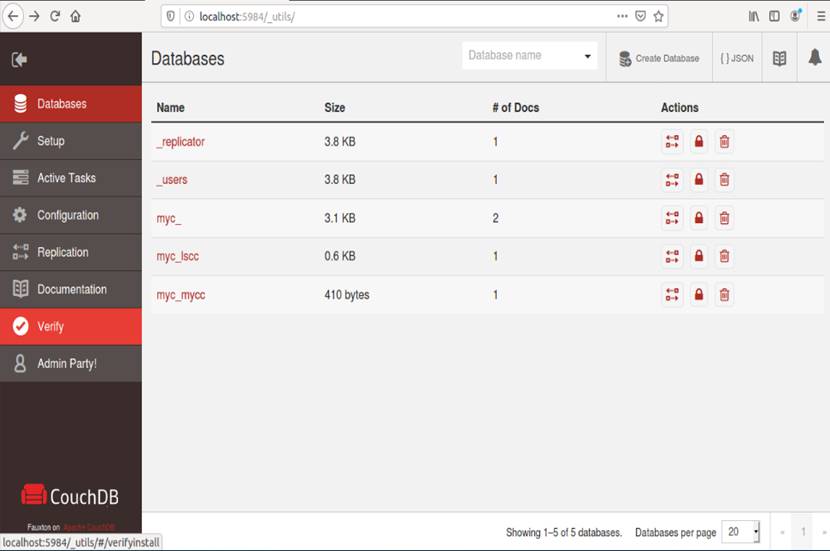 localhost:5984/_utils/
Databases
Database name
Create Database
{ } JSON
Databases
Setup
Active Tasks
Configuration
Replication
Documentation
Verify
Admin Party!
Name Size # of Docs Actions
_replicator 3.8 KB 1
_users 3.8 KB 1
myc_ 3.1 KB 2
myc_lscc 0.6 KB 1
myc_mycc 410 bytes 1
CouchDB
Fauxton on Apache CouchDB
localhost:5984/_utils/#/verifyinstall
Showing 1–5 of 5 databases. Databases per page 20 « 1 »